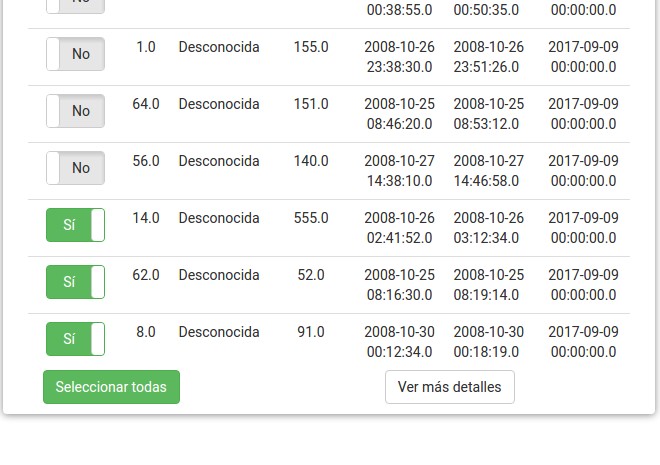 No
00:38:55.0 00:50:35.0 00:00:00.0
No 1.0 Desconocida 155.0 2008-10-26 2008-10-26 2017-09-09
23:38:30.0 23:51:26.0 00:00:00.0
No 64.0 Desconocida 151.0 2008-10-25 2008-10-25 2017-09-09
08:46:20.0 08:53:12.0 00:00:00.0
No 56.0 Desconocida 140.0 2008-10-27 2008-10-27 2017-09-09
14:38:10.0 14:46:58.0 00:00:00.0
Sí 14.0 Desconocida 555.0 2008-10-26 2008-10-26 2017-09-09
02:41:52.0 03:12:34.0 00:00:00.0
Sí 62.0 Desconocida 52.0 2008-10-25 2008-10-25 2017-09-09
08:16:30.0 08:19:14.0 00:00:00.0
Sí 8.0 Desconocida 91.0 2008-10-30 2008-10-30 2017-09-09
00:12:34.0 00:18:19.0 00:00:00.0
Seleccionar todas Ver más detalles